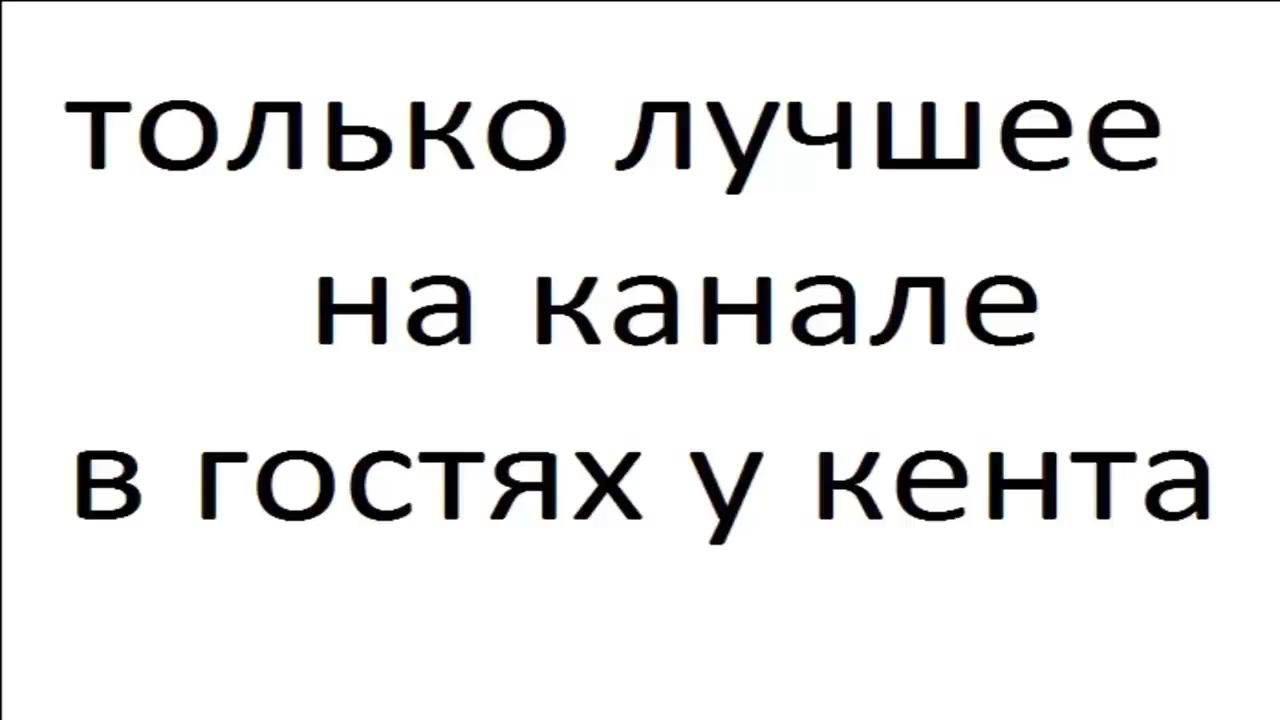 только лучшее
на канале
в гостях у кента